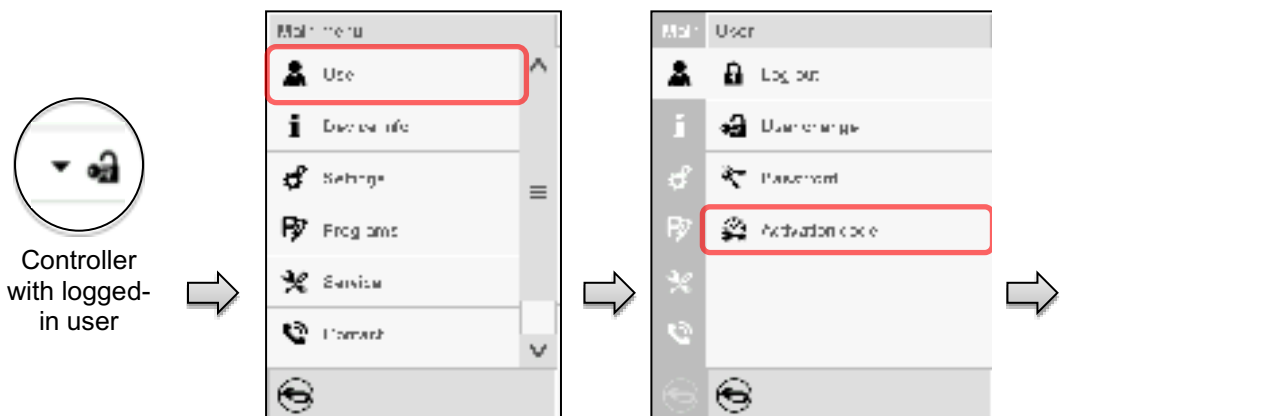 Controller
with logged-
in user
Main menu
User
Device info
Settings
Programs
Service
Contact
Main User
Log out
User change
Password
Activation code